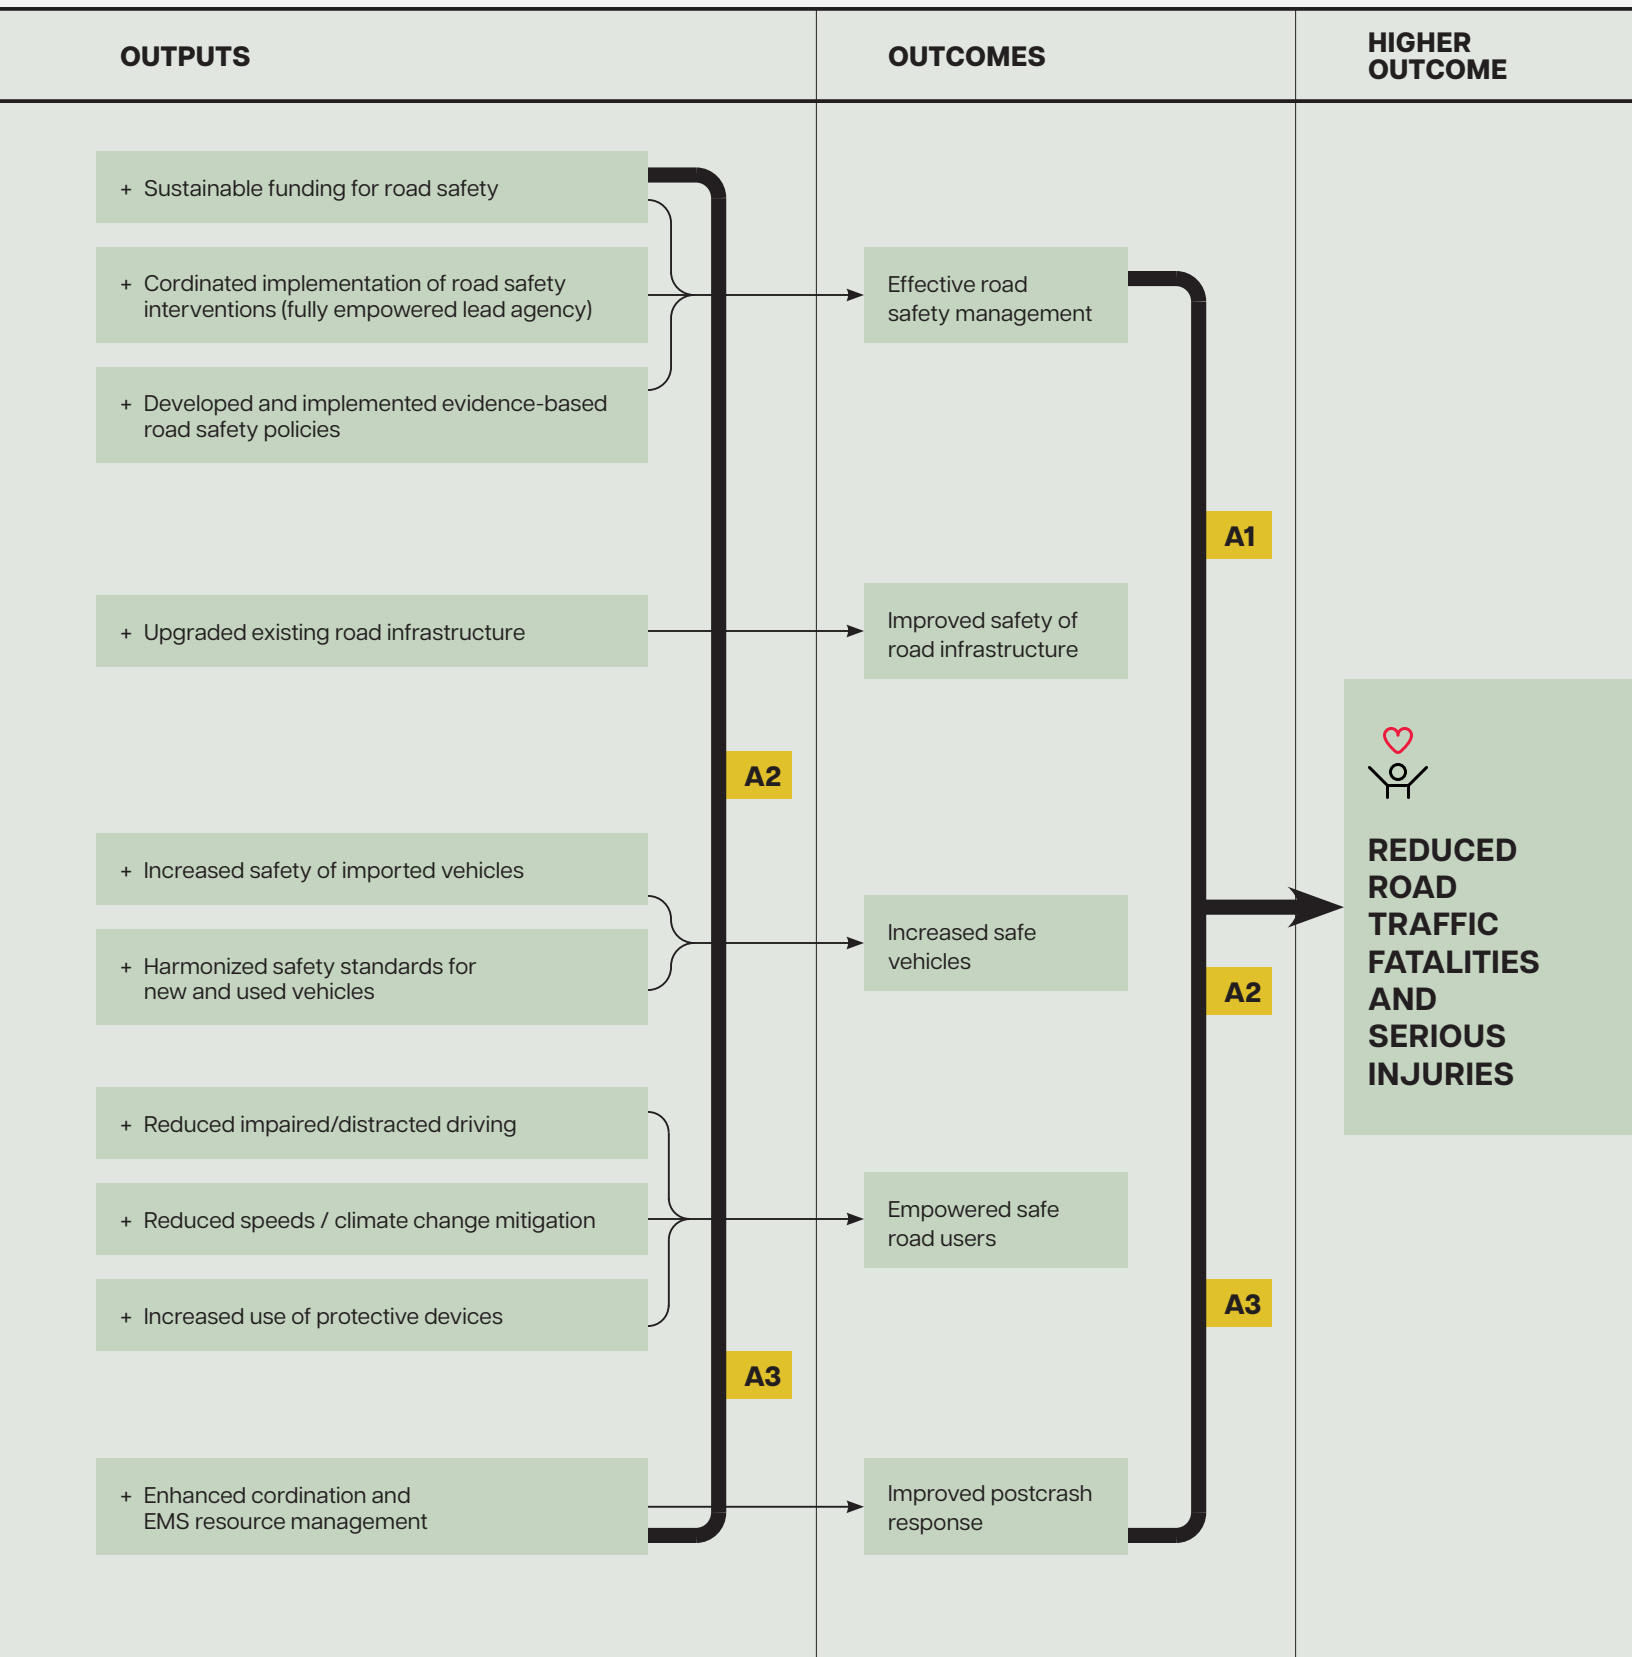 OUTPUTS
OUTCOMES
HIGHER
OUTCOME
+ Sustainable funding for road safety
+ Cordinated implementation of road safety
interventions (fully empowered lead agency)
+ Developed and implemented evidence-based
road safety policies
Effective road
safety management
A1
+ Upgraded existing road infrastructure
Improved safety of
road infrastructure
A2
+ Increased safety of imported vehicles
+ Harmonized safety standards for
new and used vehicles
Increased safe
vehicles
A2
REDUCED
ROAD
TRAFFIC
FATALITIES
AND
SERIOUS
INJURIES
+ Reduced impaired/distracted driving
+ Reduced speeds / climate change mitigation
+ Increased use of protective devices
Empowered safe
road users
A3
A3
+ Enhanced cordination and
EMS resource management
Improved postcrash
response